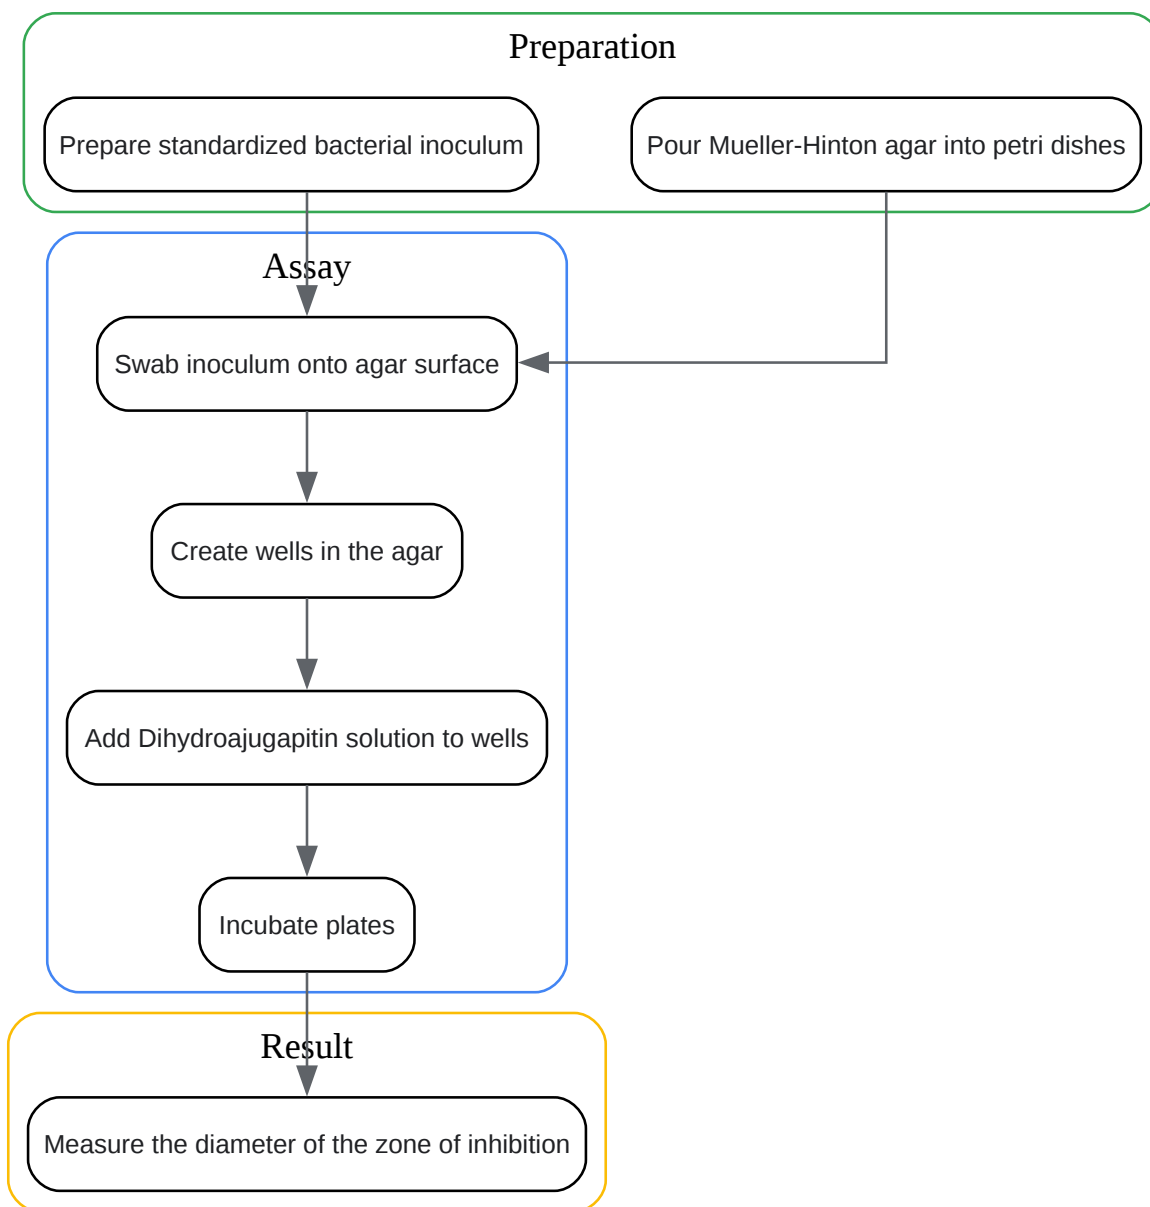 Preparation
Prepare standardized bacterial inoculum
Pour Mueller-Hinton agar into petri dishes
Assay
Swab inoculum onto agar surface
Create wells in the agar
Add Dihydroajugapitin solution to wells
Incubate plates
Result
Measure the diameter of the zone of inhibition